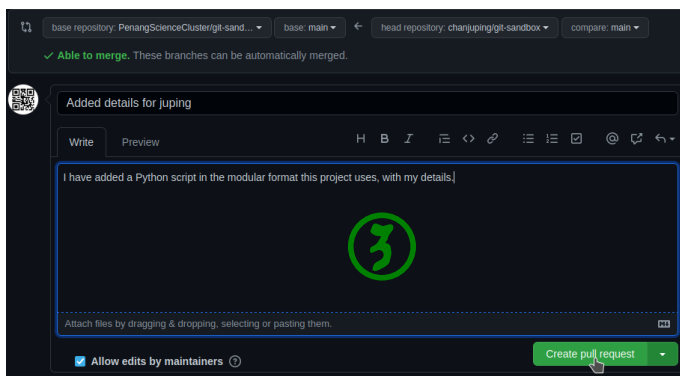 base repository: PenangScienceCluster/git-sand... base: main head repository: chanjuping/git-sandbox compare: main
Able to merge. These branches can be automatically merged.
Added details for juping
Write Preview H B I
I have added a Python script in the modular format this project uses, with my details.
3
Attach files by dragging & dropping, selecting or pasting them.
Allow edits by maintainers
Create pull request